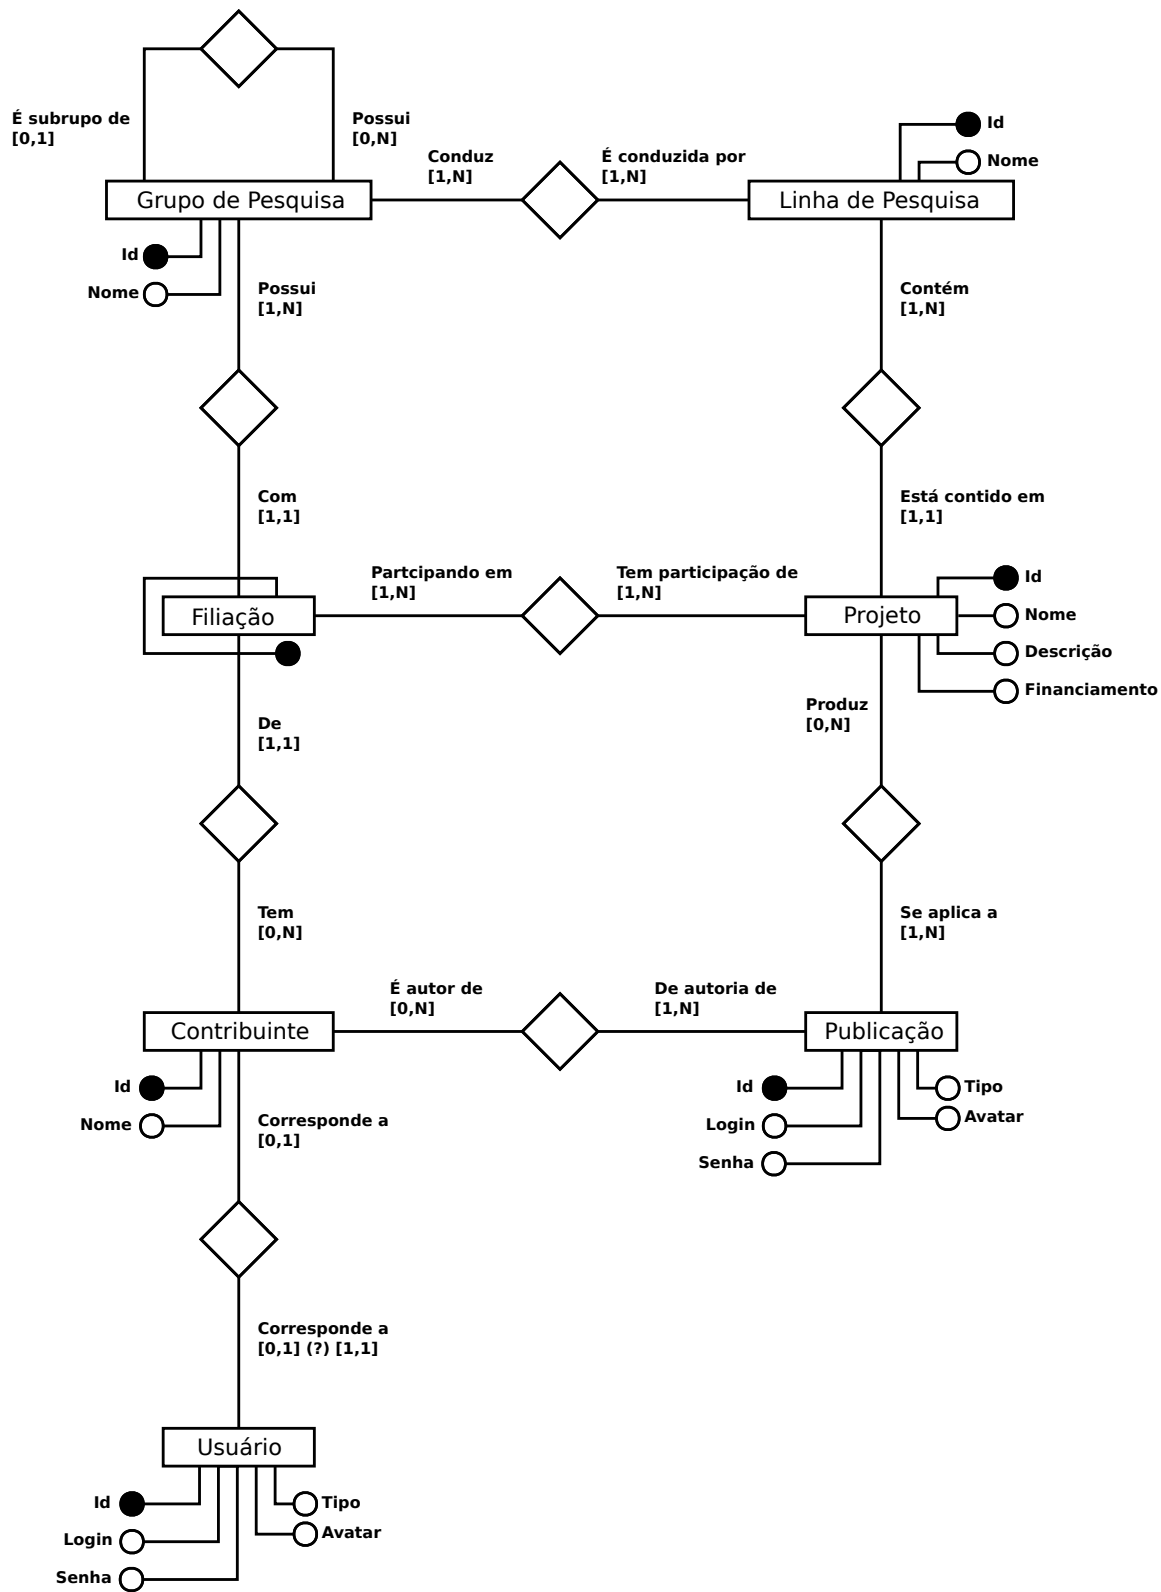 É subrupo de
[0,1]
Possui
[0,N]
Conduz
[1,N]
É conduzida por
[1,N]
Id
Nome
Grupo de Pesquisa
Linha de Pesquisa
Id
Nome
Possui
[1,N]
Contém
[1,N]
Com
[1,1]
Está contido em
[1,1]
Partcipando em
[1,N]
Tem participação de
[1,N]
Filiação
Projeto
Id
Nome
Descrição
Financiamento
De
[1,1]
Produz
[0,N]
Tem
[0,N]
Se aplica a
[1,N]
É autor de
[0,N]
De autoria de
[1,N]
Contribuinte
Publicação
Id
Nome
Corresponde a
[0,1]
Id
Login
Senha
Tipo
Avatar
Corresponde a
[0,1] (?) [1,1]
Usuário
Id
Login
Senha
Tipo
Avatar